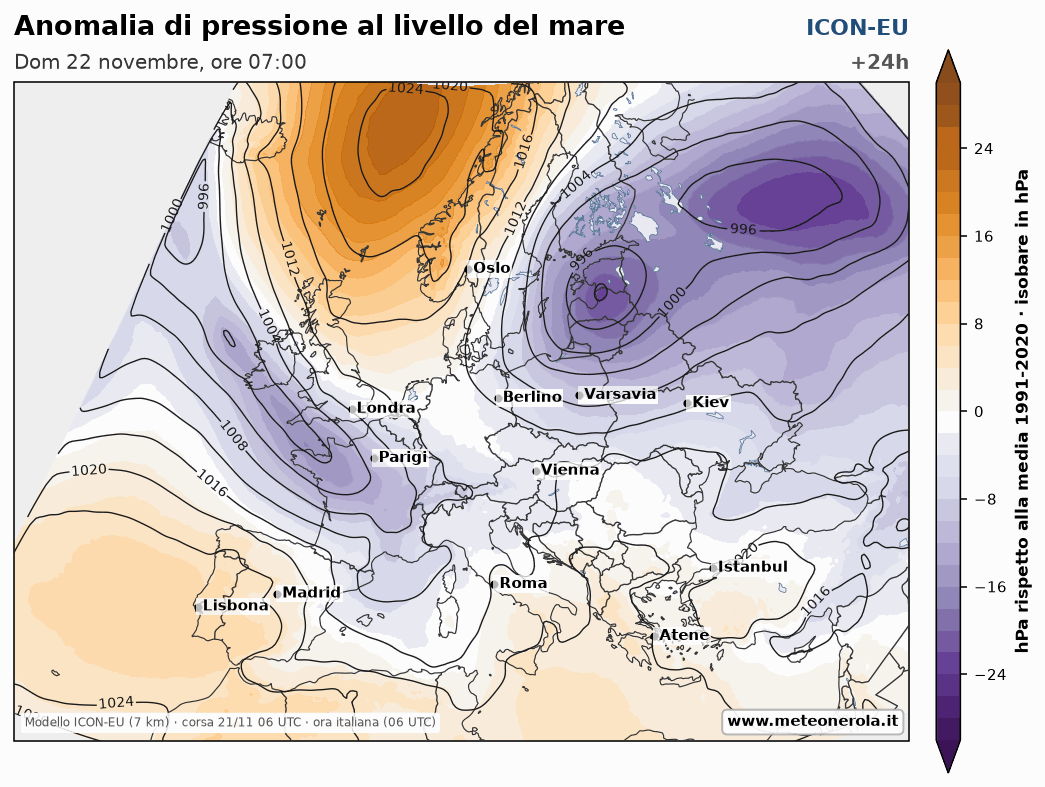 Anomalia di pressione al livello del mare
ICON-EU
Dom 22 novembre, ore 07:00
+24h
1024
1020
1016
1012
1004
996
1000
996
1012
996
1000
1004
Oslo
Londra
Berlino
Varsavia
Kiev
Parigi
Vienna
1008
1020
1016
Lisbona
Madrid
Roma
Istanbul
1020
1016
Atene
1024
Modello ICON-EU (7 km) · corsa 21/11 06 UTC · ora italiana (06 UTC)
www.meteonerola.it
24
16
8
0
−8
−16
−24
hPa rispetto alla media 1991-2020 · isobare in hPa